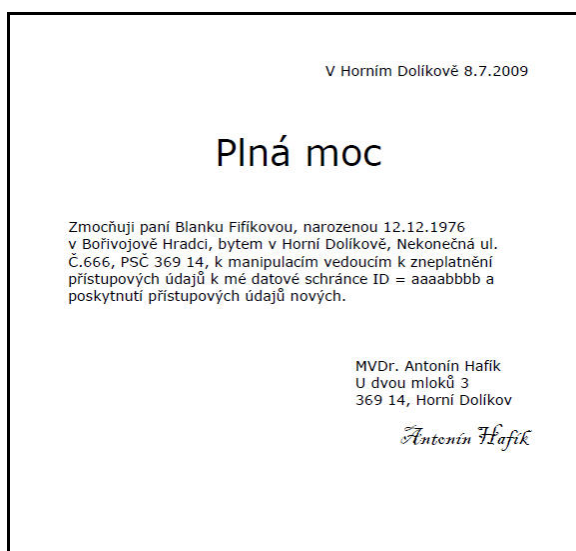 V Horním Dolíkově 8.7.2009
Plná moc
Zmocňuji paní Blanku Fifíkovou, narozenou 12.12.1976
v Bořivojově Hradci, bytem v Horní Dolíkově, Nekonečná ul.
Č.666, PSČ 369 14, k manipulacím vedoucím k zneplatnění
přístupových údajů k mé datové schránce ID = aaaabbbb a
poskytnutí přístupových údajů nových.
MVDr. Antonín Hafík
U dvou mloků 3
369 14, Horní Dolíkov
Antonín Hafík